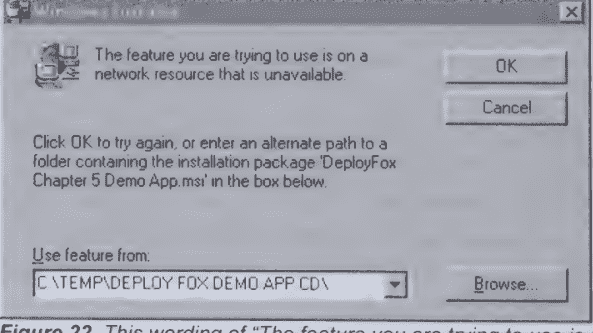 The feature you are trying to use is on a
network resource that is unavailable.
OK
Cancel
Click OK to try again, or enter an alternate path to a
folder containing the installation package 'DeployFox
Chapter 5 Demo App.msi' in the box below.
Use feature from:
C:\TEMP\DEPLOY FOX DEMO APP CD\
Browse...
Figure 22. This wording of "The feature you are trying to use is